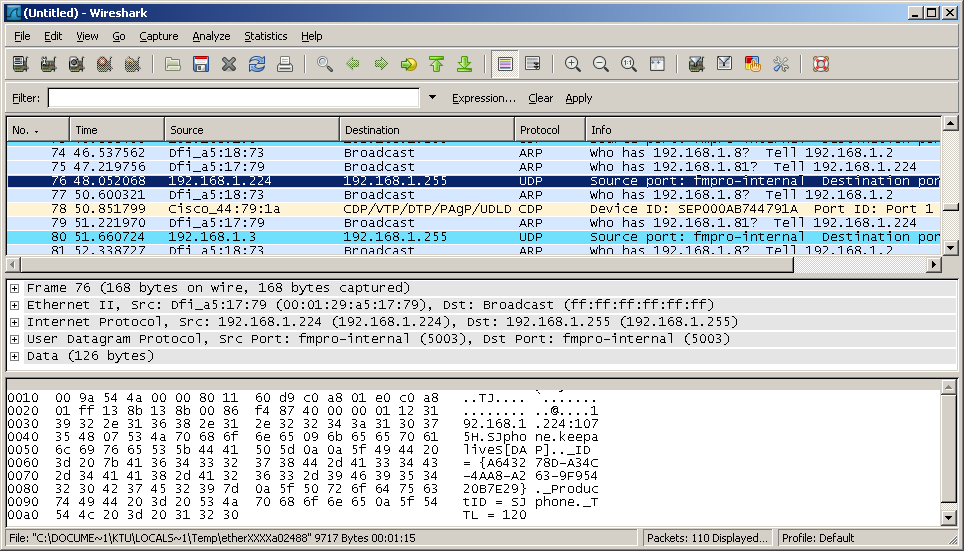 (Untitled) - Wireshark
File Edit View Go Capture Analyze Statistics Help
Filter: Expression... Clear Apply
No. . Time Source Destination Protocol Info
74 46.537562 Dfi_a5:18:73 Broadcast ARP Who has 192.168.1.8? Tell 192.168.1.2
75 47.219756 Dfi_a5:17:79 Broadcast ARP Who has 192.168.1.81? Tell 192.168.1.224
76 48.052068 192.168.1.224 192.168.1.255 UDP Source port: fmpro-internal Destination por
77 50.600321 Dfi_a5:18:73 Broadcast ARP Who has 192.168.1.8? Tell 192.168.1.2
78 50.851799 Cisco_44:79:1a CDP/VTP/DTP/PAgP/UDLD CDP Device ID: SEP000AB744791A Port ID: Port 1
79 51.221970 Dfi_a5:17:79 Broadcast ARP Who has 192.168.1.81? Tell 192.168.1.224
80 51.660724 192.168.1.3 192.168.1.255 UDP Source port: fmpro-internal Destination por
81 52.338727 Dfi_a5:18:73 Broadcast ARP Who has 192.168.1.8? Tell 192.168.1.2
Frame 76 (168 bytes on wire, 168 bytes captured)
Ethernet II, Src: Dfi_a5:17:79 (00:01:29:a5:17:79), Dst: Broadcast (ff:ff:ff:ff:ff:ff)
Internet Protocol, Src: 192.168.1.224 (192.168.1.224), Dst: 192.168.1.255 (192.168.1.255)
User Datagram Protocol, Src Port: fmpro-internal (5003), Dst Port: fmpro-internal (5003)
Data (126 bytes)
0010 00 9a 54 4a 00 00 80 11 60 d9 c0 a8 01 e0 c0 a8 ..TJ.... `.......
0020 01 ff 13 8b 13 8b 00 86 f4 87 40 00 00 01 12 31 ........ ..@....1
0030 39 32 2e 31 36 38 2e 31 2e 32 32 34 3a 31 30 37 92.168.1 .224:107
0040 35 48 07 53 4a 70 68 6f 6e 65 09 6b 65 65 70 61 5H.SJpho ne.keepa
0050 6c 69 76 65 53 5b 44 41 50 5d 0d 0a 5f 49 44 20 liveS[DA P].._ID
0060 3d 20 7b 41 36 34 33 32 37 38 44 2d 41 33 34 43 = {A6432 78D-A34C
0070 2d 34 41 41 38 2d 41 32 36 33 2d 39 46 39 35 34 -4AA8-A2 63-9F954
0080 32 30 42 37 45 32 39 7d 0a 5f 50 72 6f 64 75 63 20B7E29} ._Produc
0090 74 49 44 20 3d 20 53 4a 70 68 6f 6e 65 0a 5f 54 tID = SJ phone._T
00a0 54 4c 20 3d 20 31 32 30 TL = 120
File: "C:\DOCUME~1\KTU\LOCALS~1\Temp\etherXXXXa02488" 9717 Bytes 00:01:15 Packets: 110 Displayed... Profile: Default